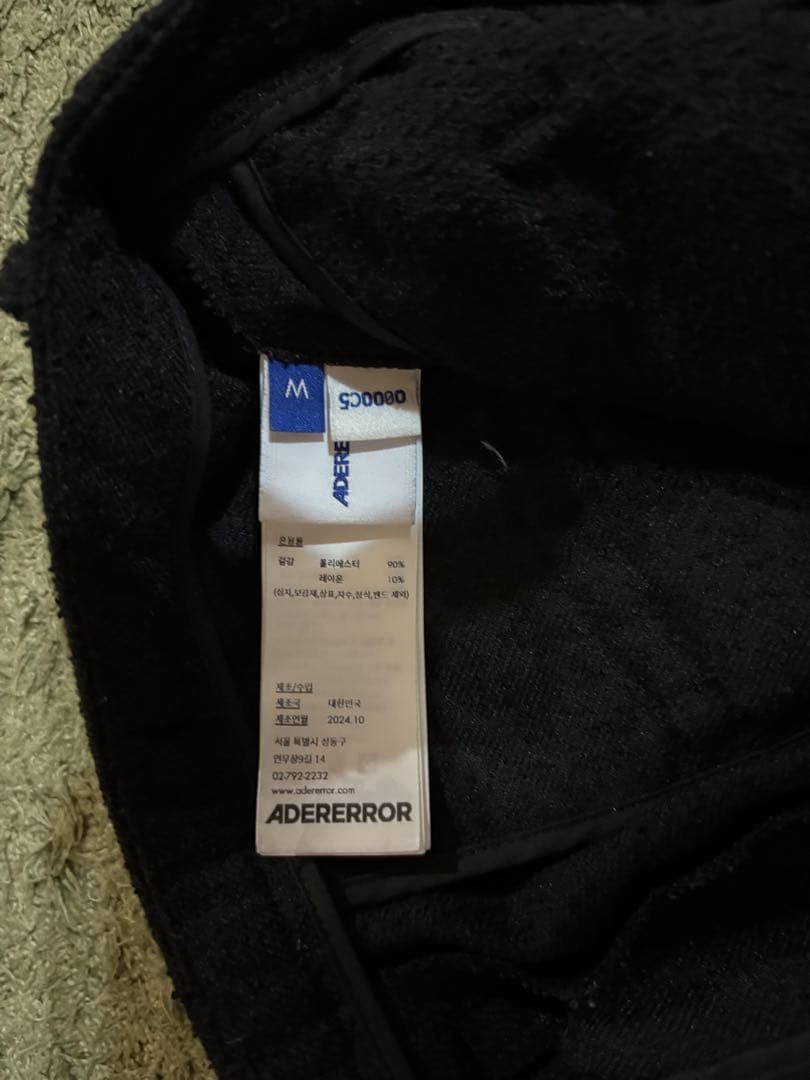 ADERE
혼용률
겉감 폴리에스터 90%
레이온 10%
(심지,보강재,상표,자수,장식,밴드 제외)
제조/수입
제조국 대한민국
제조연월 2024.10
서울 특별시 성동구
연무장9길 14
02-792-2232
www.adererror.com
ADERERROR